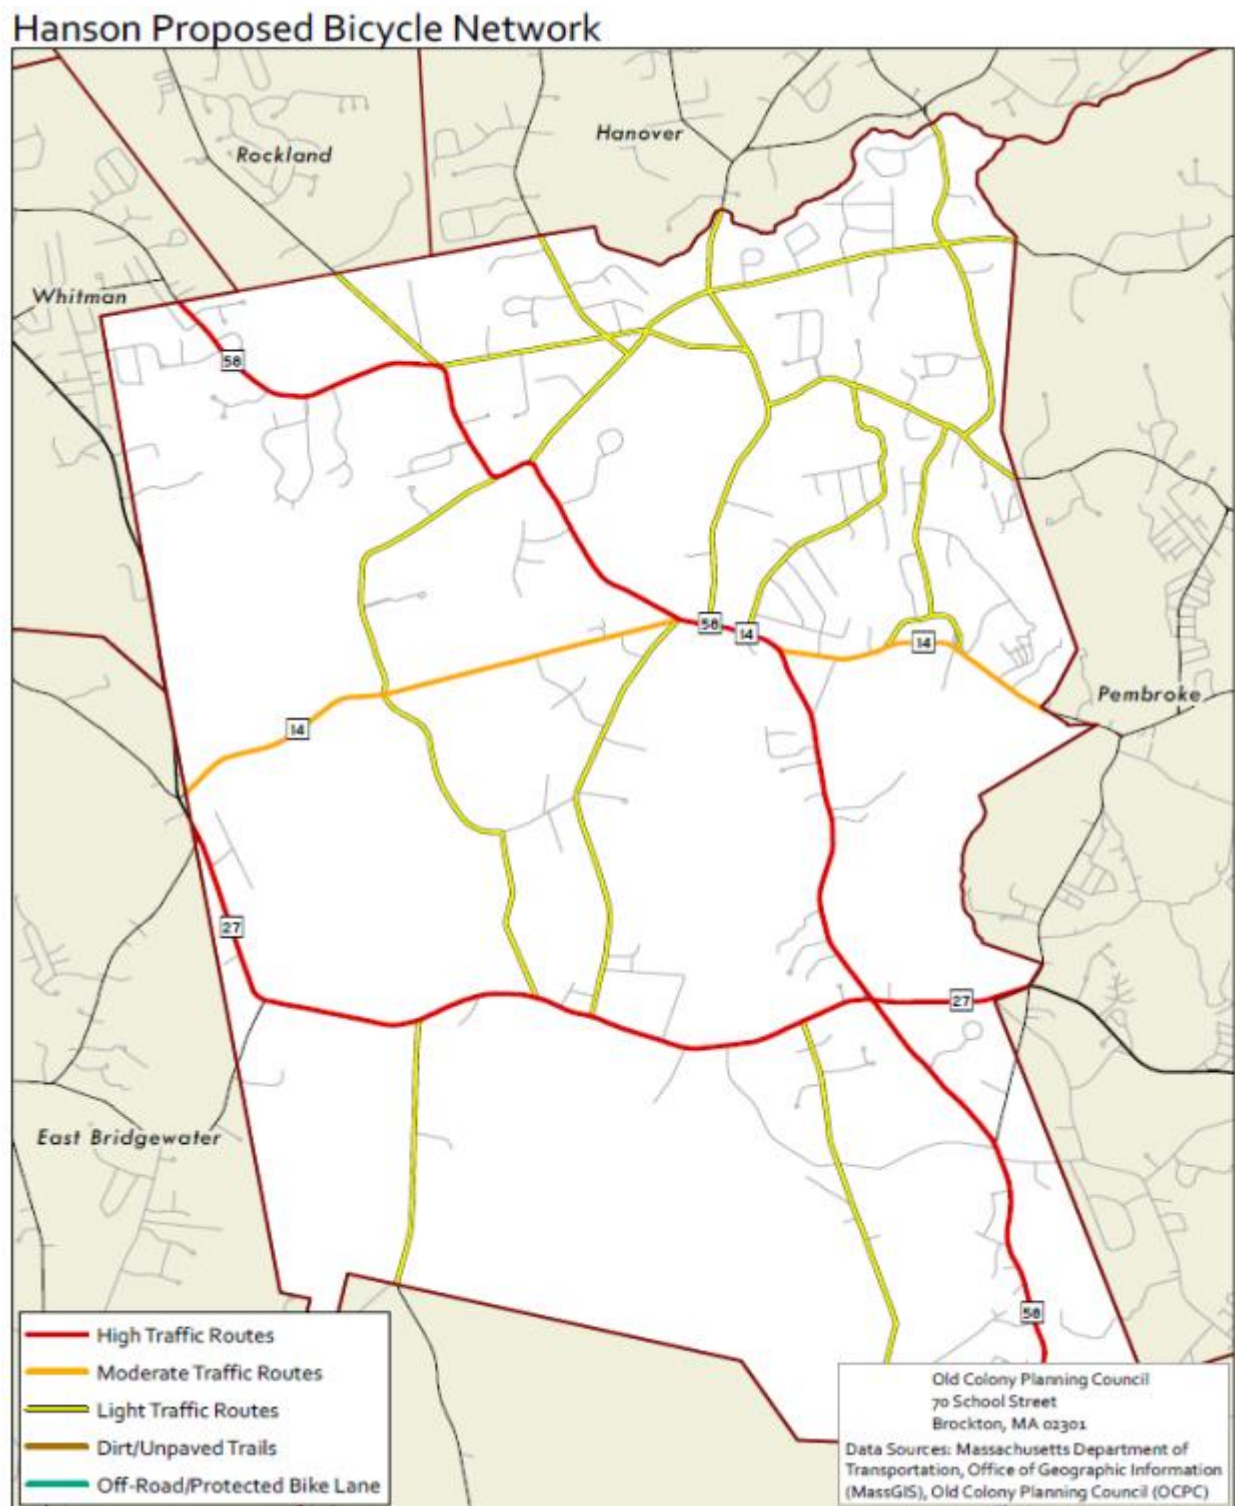 Hanson Proposed Bicycle Network
Hanover
Rockland
Whitman
58
58
14
14
Pembroke
14
27
27
East Bridgewater
58
High Traffic Routes
Moderate Traffic Routes
Light Traffic Routes
Dirt/Unpaved Trails
Off-Road/Protected Bike Lane
Old Colony Planning Council
70 School Street
Brockton, MA 02301
Data Sources: Massachusetts Department of
Transportation, Office of Geographic Information
(MassGIS), Old Colony Planning Council (OCPC)